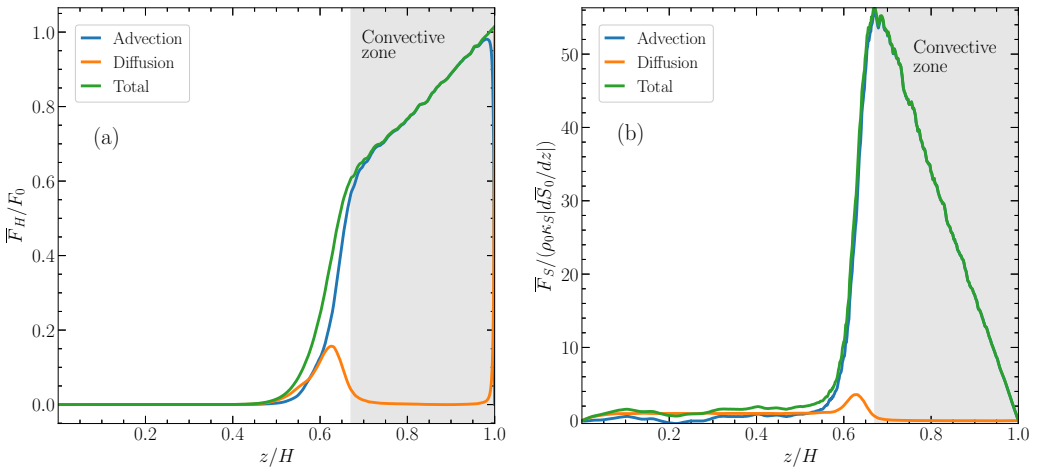 Advection
Diffusion
Total
Convective
zone
(a)
1.0
0.8
0.6
0.4
0.2
0.0
F̅_H/F_0
0.2
0.4
0.6
0.8
1.0
z/H
Advection
Diffusion
Total
Convective
zone
(b)
50
40
30
20
10
0
F̅_S/(ρ_0κ_S|dS̅_0/dz|)
0.2
0.4
0.6
0.8
1.0
z/H